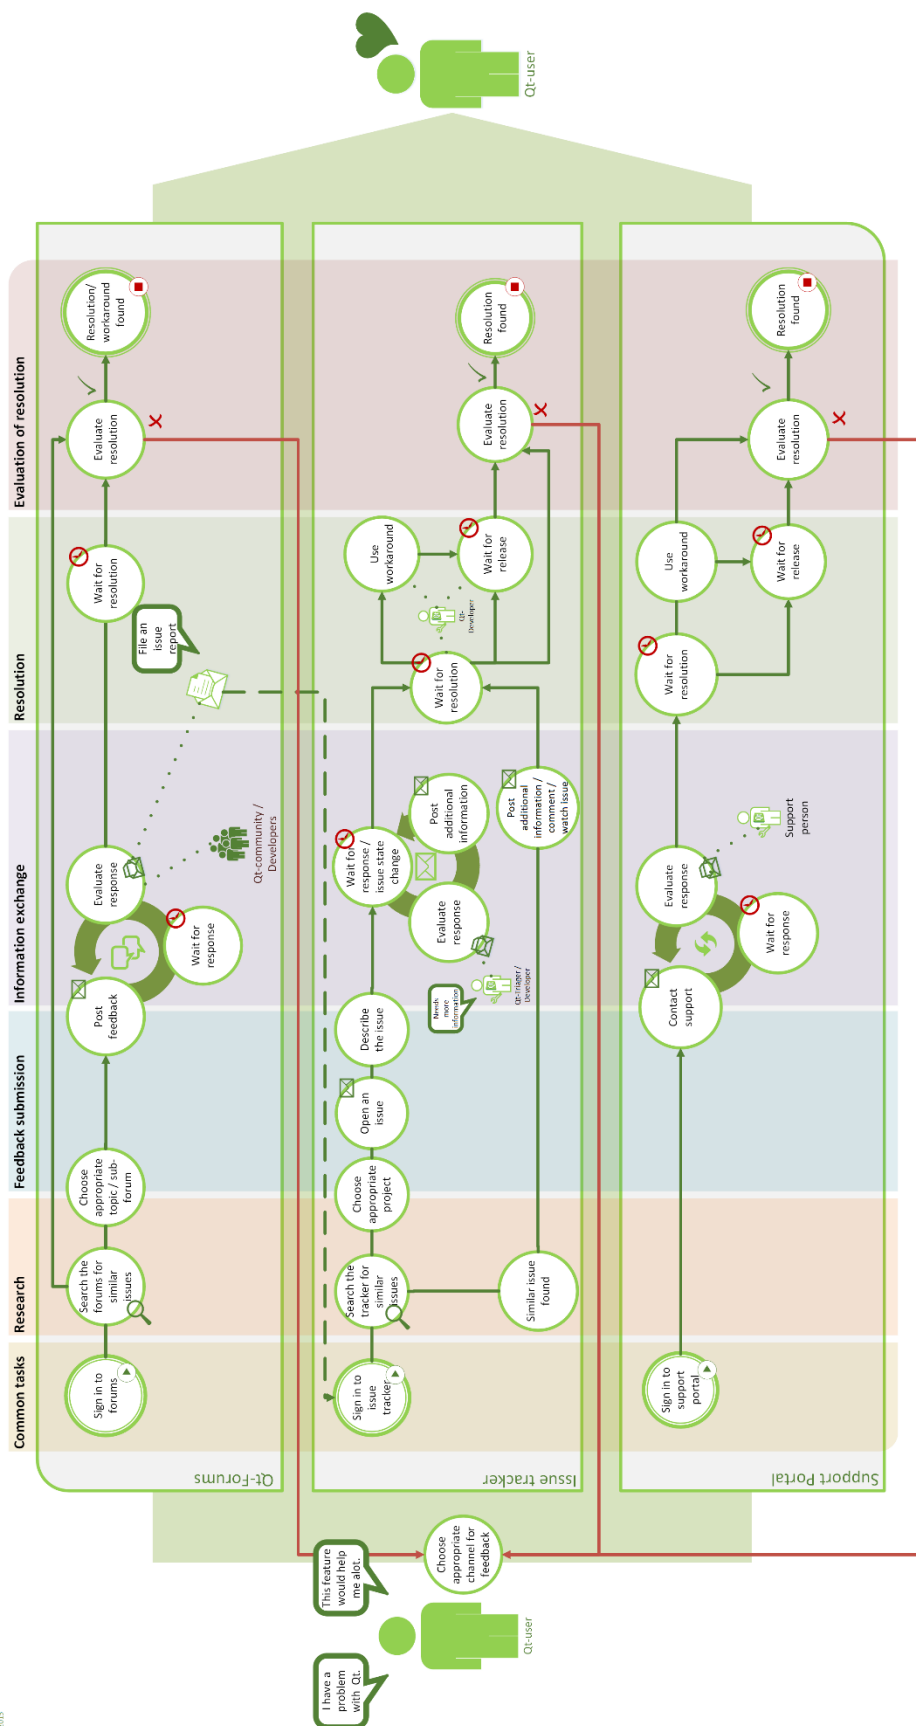 Common tasks
Research
Feedback submission
Information exchange
Resolution
Evaluation of resolution
Qt-Forums
Sign in to
forums
Search the
forums for
similar
issues
Choose
appropriate
topic / sub-
forum
Post
feedback
Wait for
response
Evaluate
response
Qt-community /
Developers
File an
issue
report
Wait for
resolution
Evaluate
resolution
Resolution/
workaround
found
I have a
problem
with Qt.
This feature
would help
me alot.
Qt-user
Choose
appropriate
channel for
feedback
Issue tracker
Sign in to
issue
tracker
Search the
tracker for
similar
issues
Similar issue
found
Choose
appropriate
project
Open an
issue
Describe
the issue
Needs
more
information
Qt-Triager /
Developer
Evaluate
response
Wait for
response /
issue state
change
Post
additional
information
Post
additional
information /
comment /
watch issue
Wait for
resolution
Qt-
Developer
Use
workaround
Wait for
release
Evaluate
resolution
Resolution
found
Qt-user
Support Portal
Sign in to
support
portal
Contact
support
Wait for
response
Evaluate
response
Support
person
Wait for
resolution
Use
workaround
Wait for
release
Evaluate
resolution
Resolution
found